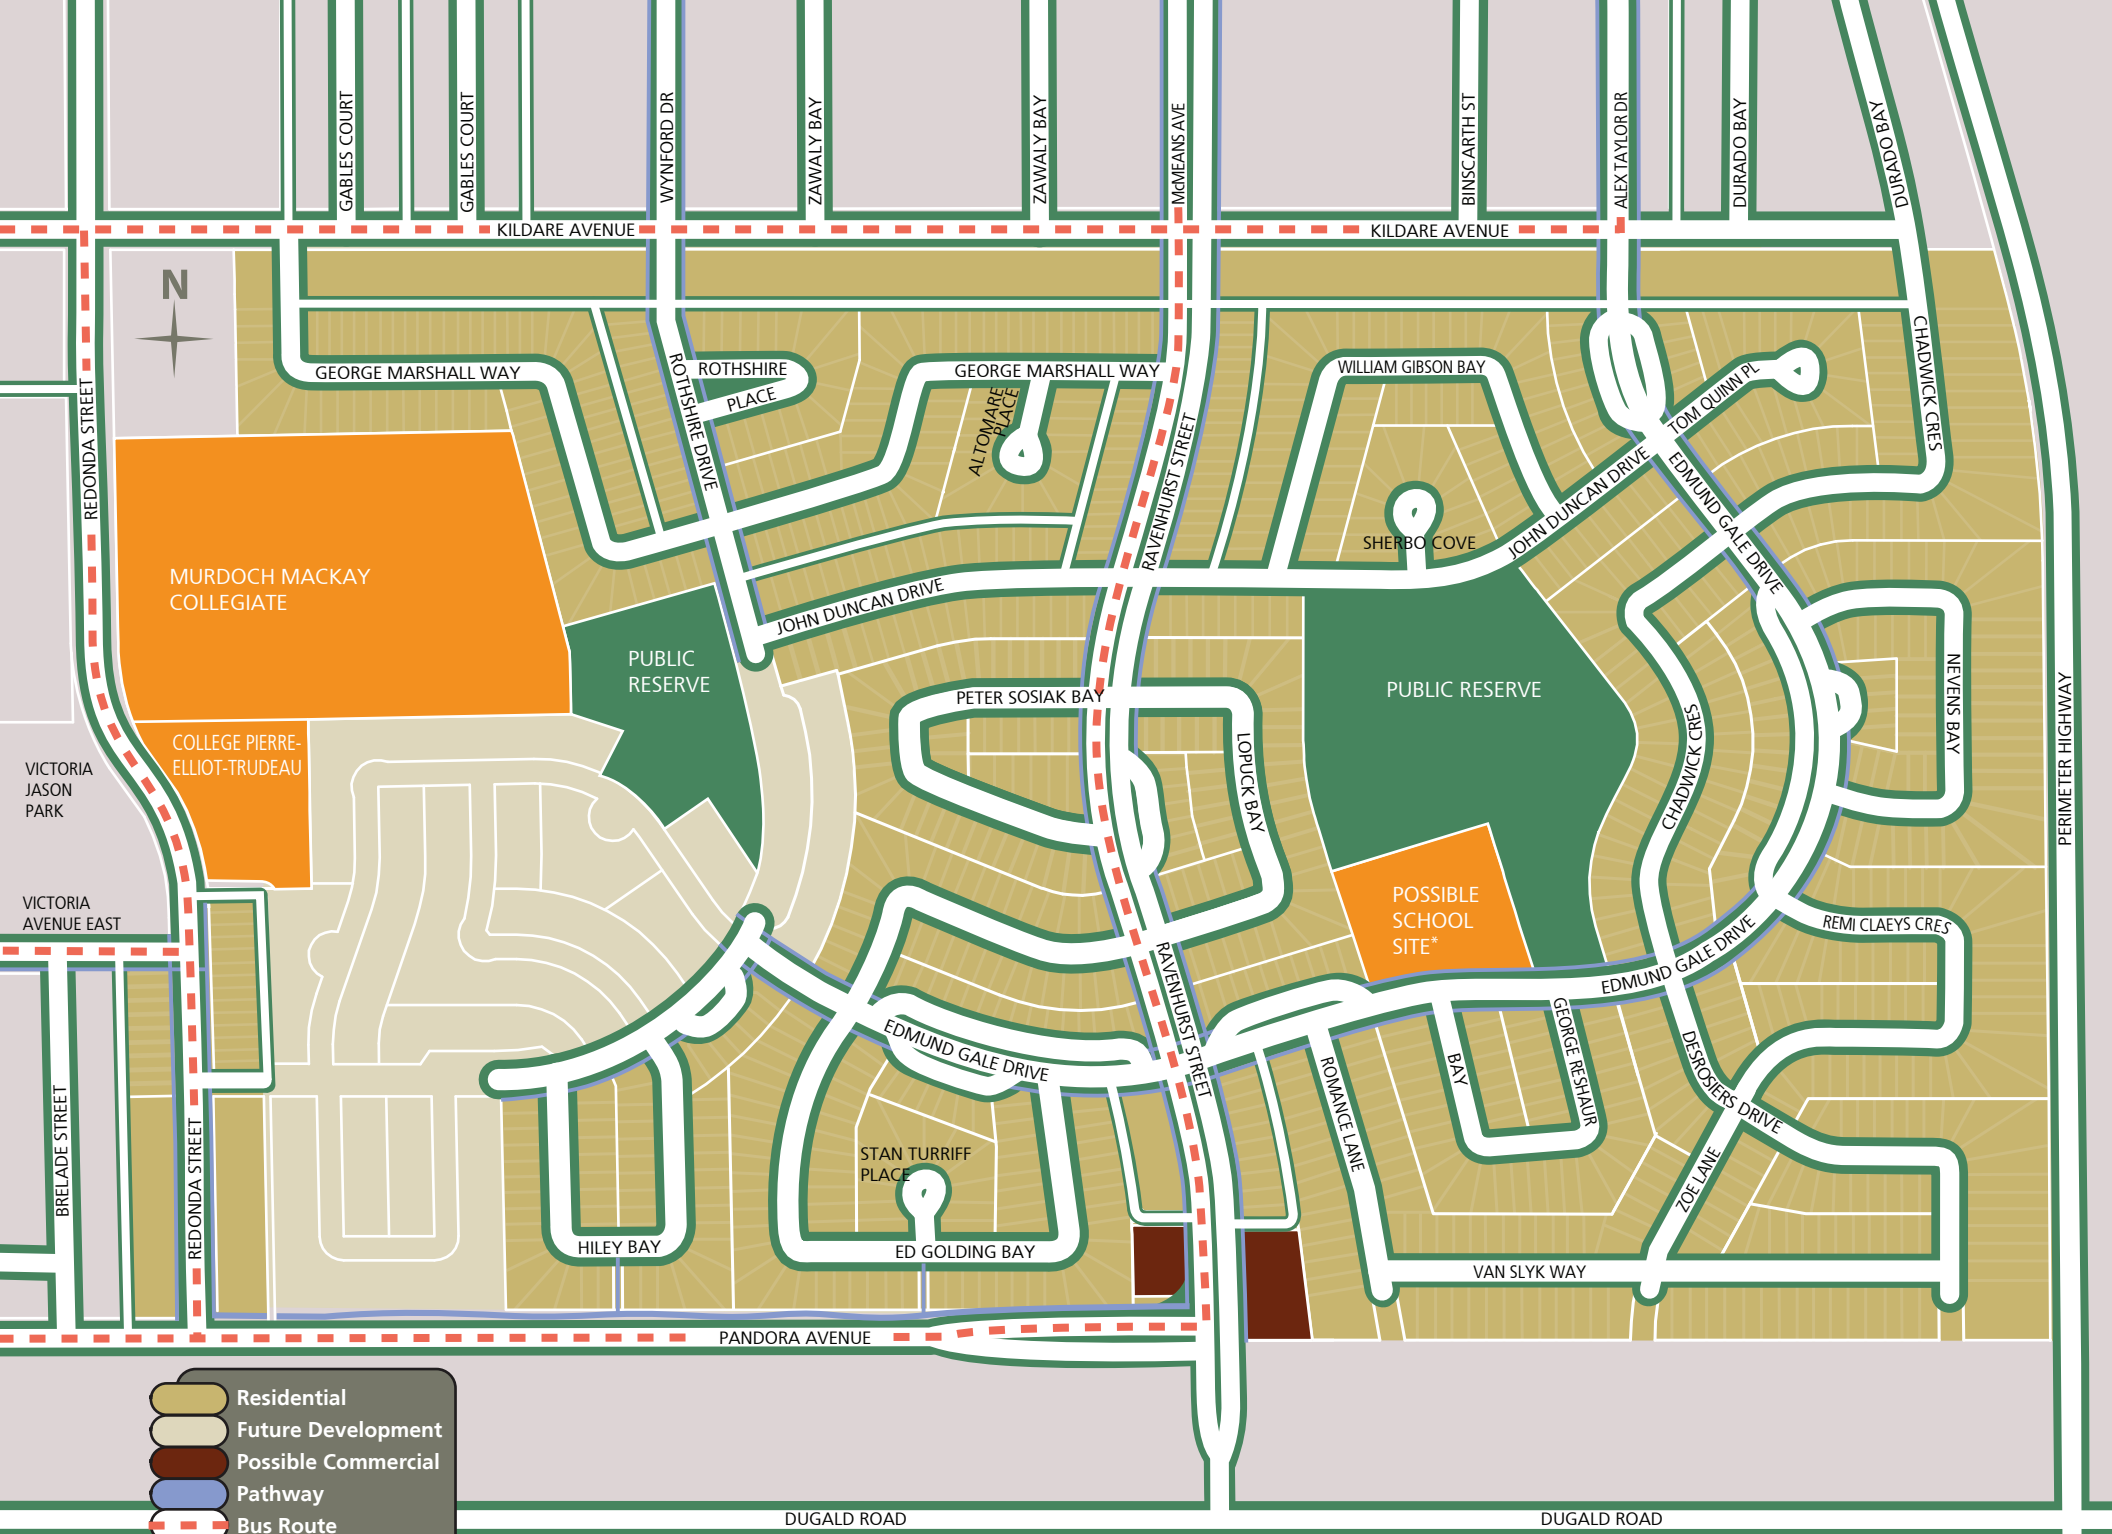 GABLES COURT
GABLES COURT
WYNFORD DR
ZAWALY BAY
ZAWALY BAY
McMEANS AVE
BINSCARTH ST
ALEX TAYLOR DR
DURADO BAY
DURADO BAY
KILDARE AVENUE
KILDARE AVENUE
N
GEORGE MARSHALL WAY
ROTHSHIRE
PLACE
ROTHSHIRE DRIVE
GEORGE MARSHALL WAY
ALTOMARE
PLACE
WILLIAM GIBSON BAY
TOM QUINN PL
CHADWICK CRES
REDONDA STREET
RAVENHURST STREET
SHERBO COVE
JOHN DUNCAN DRIVE
EDMUND GALE DRIVE
MURDOCH MACKAY
COLLEGIATE
JOHN DUNCAN DRIVE
PUBLIC
RESERVE
PUBLIC RESERVE
PETER SOSIAK BAY
LOPUCK BAY
CHADWICK CRES
NEVENS BAY
PERIMETER HIGHWAY
COLLEGE PIERRE-
ELLIOT-TRUDEAU
VICTORIA
JASON
PARK
VICTORIA
AVENUE EAST
POSSIBLE
SCHOOL
SITE*
REMI CLAEYS CRES
EDMUND GALE DRIVE
RAVENHURST STREET
EDMUND GALE DRIVE
ROMANCE LANE
BAY
GEORGE RESHAUR
DESROSIERS DRIVE
ZOE LANE
BRELADE STREET
REDONDA STREET
STAN TURRIFF
PLACE
HILEY BAY
ED GOLDING BAY
VAN SLYK WAY
PANDORA AVENUE
Residential
Future Development
Possible Commercial
Pathway
Bus Route
DUGALD ROAD
DUGALD ROAD